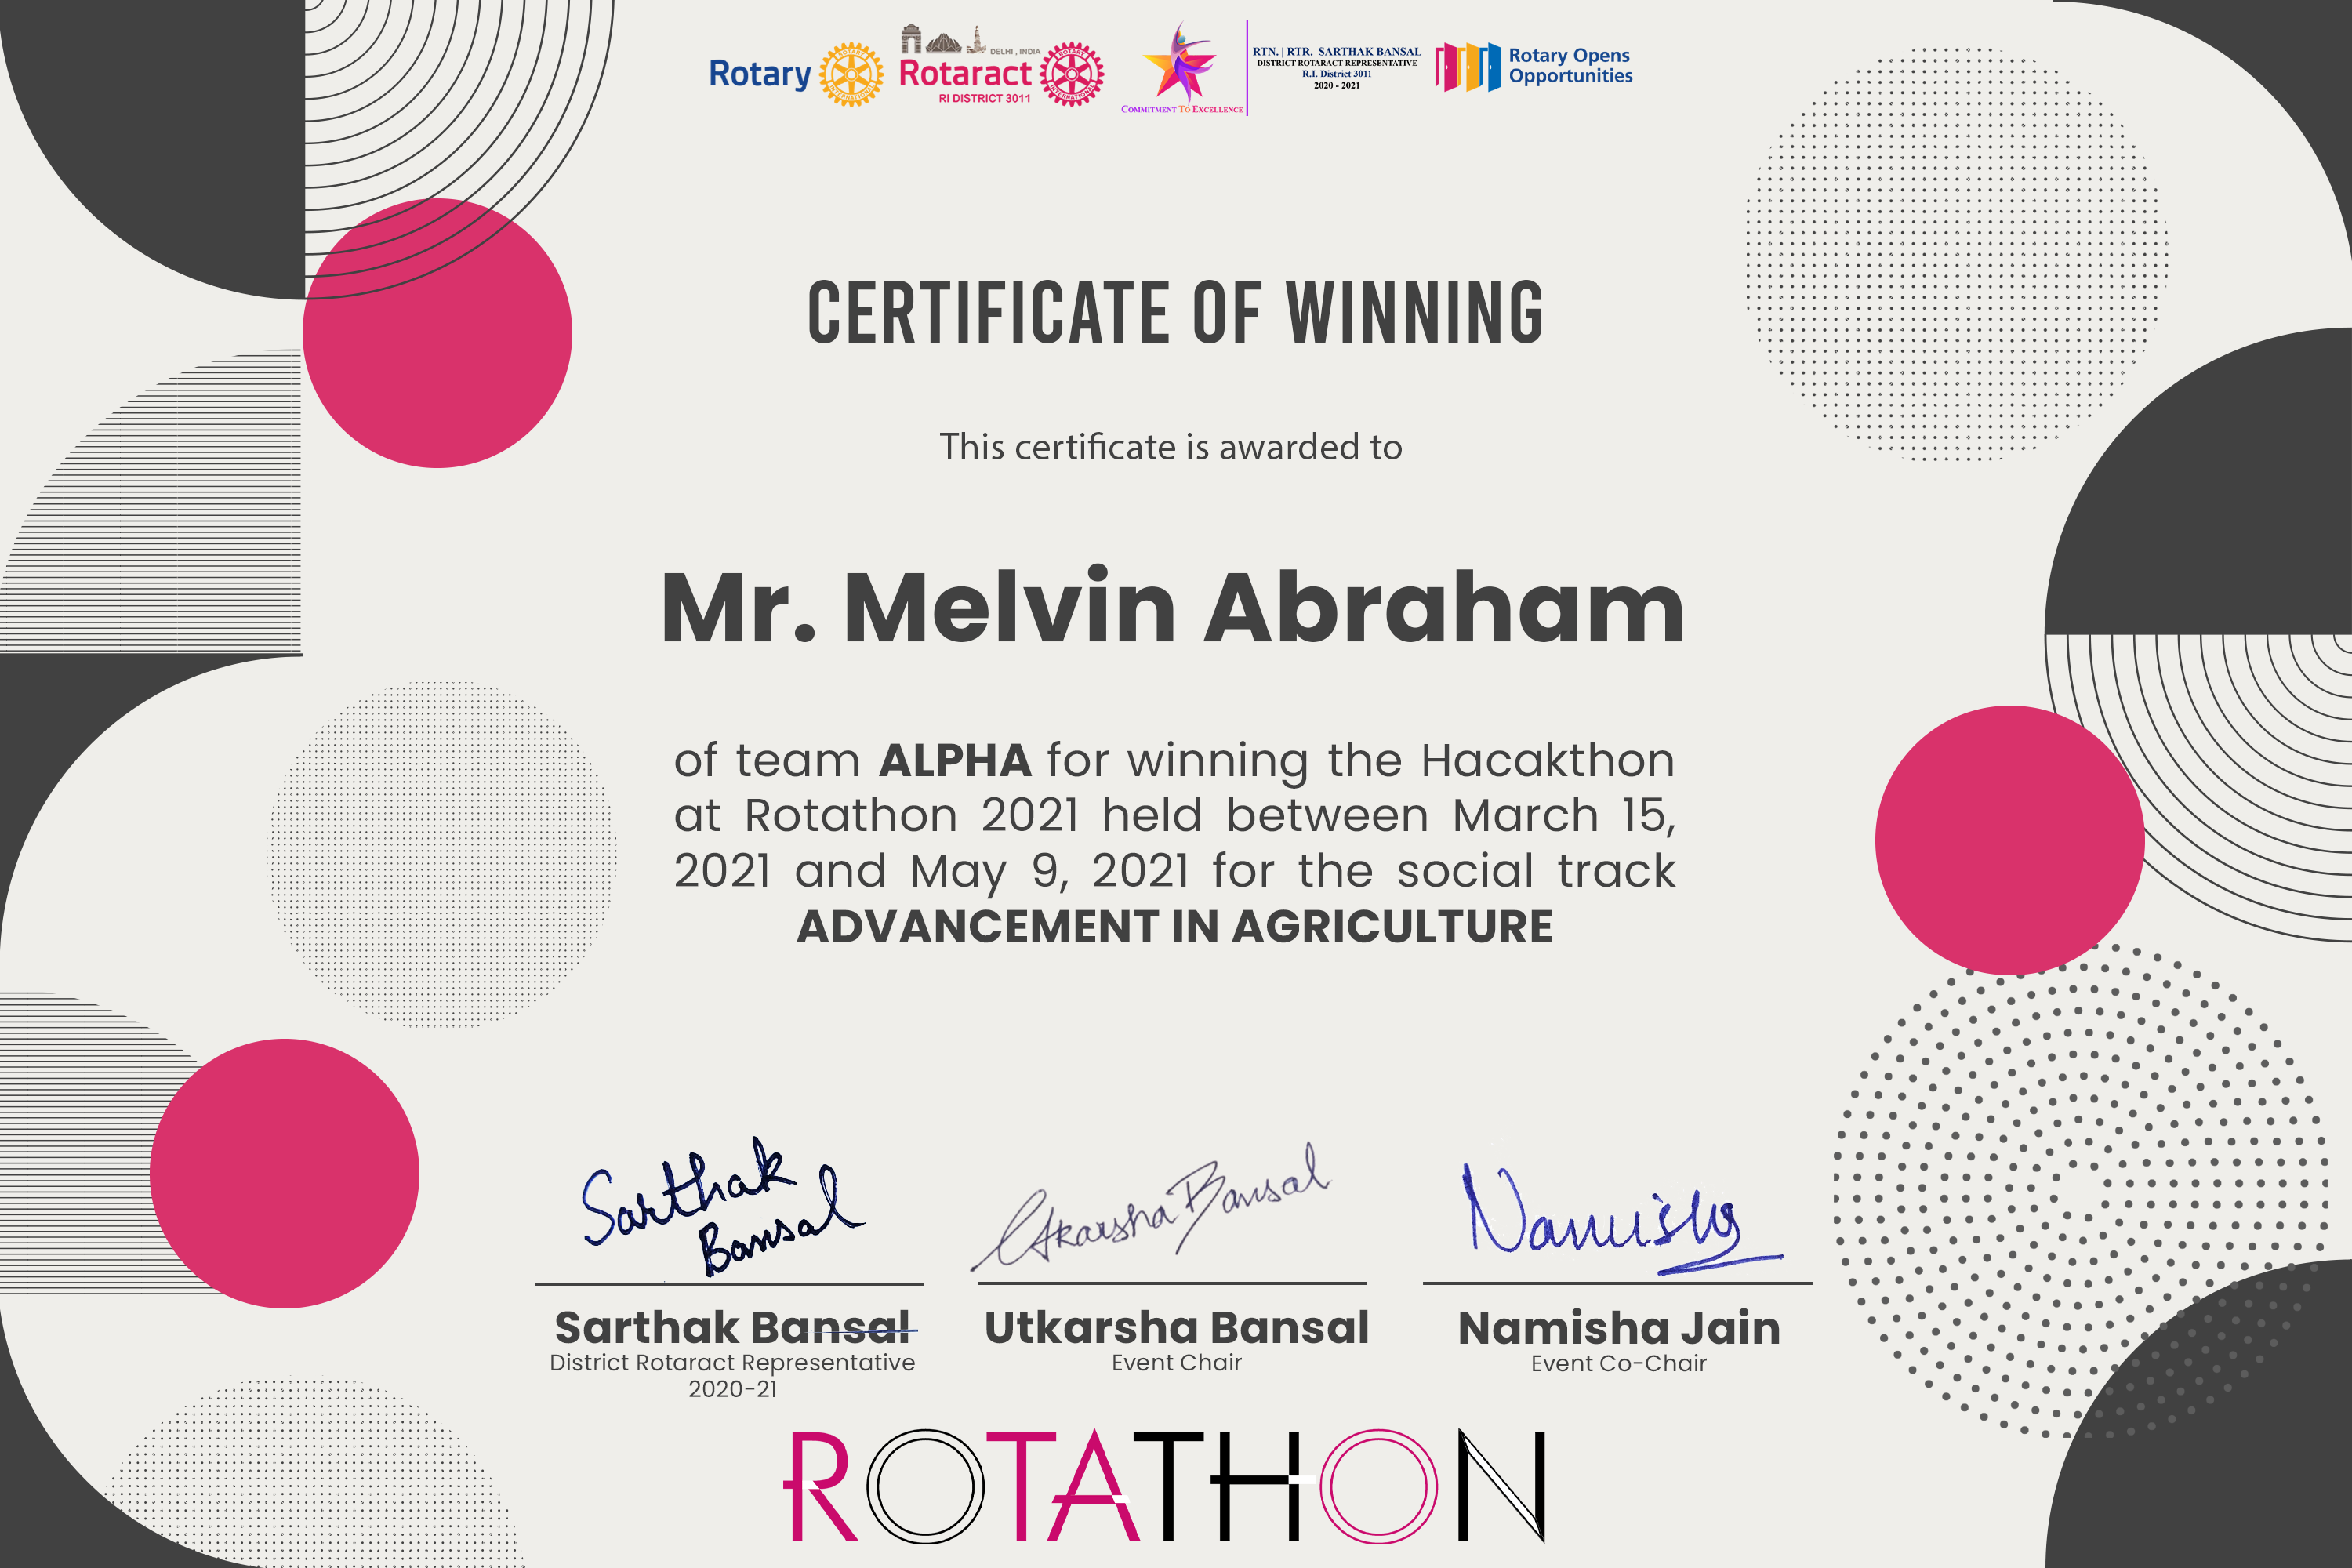 Rotary
DELHI , INDIA
Rotaract
RI DISTRICT 3011
ROTARY
INTERNATIONAL
ROTARY
INTERNATIONAL
COMMITMENT TO EXCELLENCE
RTN. | RTR. SARTHAK BANSAL
DISTRICT ROTARACT REPRESENTATIVE
R.I. District 3011
2020 - 2021
Rotary Opens
Opportunities
CERTIFICATE OF WINNING
This certificate is awarded to
Mr. Melvin Abraham
of team ALPHA for winning the Hacakthon
at Rotathon 2021 held between March 15,
2021 and May 9, 2021 for the social track
ADVANCEMENT IN AGRICULTURE
Sarthak
Bansal
Utkarsha Bansal
Namisha
Sarthak Bansal
District Rotaract Representative
2020-21
Utkarsha Bansal
Event Chair
Namisha Jain
Event Co-Chair
ROTATHON